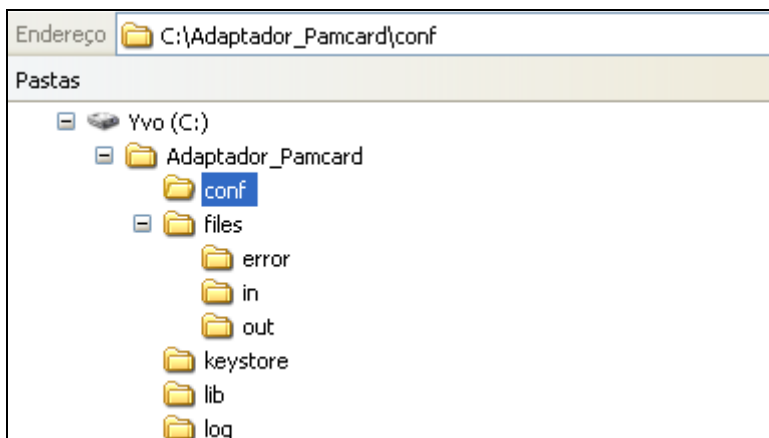 Endereço C:\Adaptador_Pamcard\conf
Pastas
Yvo (C:)
Adaptador_Pamcard
conf
files
error
in
out
keystore
lib
log